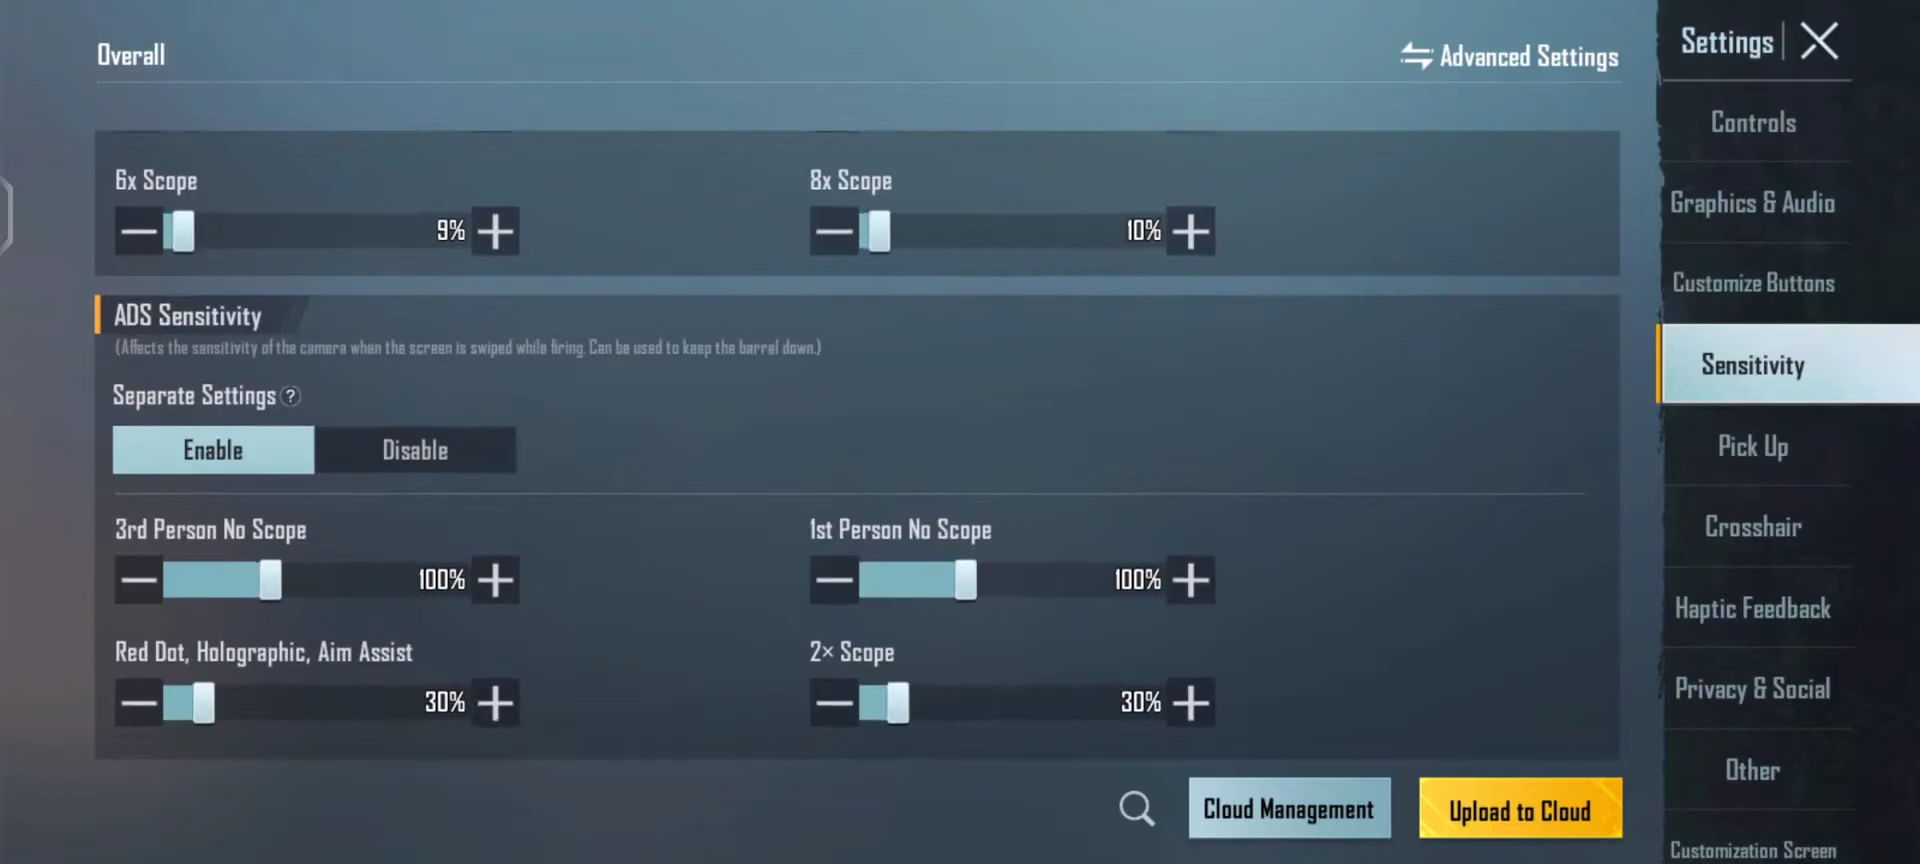 Overall
Advanced Settings
6x Scope
8x Scope
9%
10%
ADS Sensitivity
(Affects the sensitivity of the camera when the screen is swiped while firing. Can be used to keep the barrel down.)
Separate Settings ?
Enable
Disable
3rd Person No Scope
1st Person No Scope
100%
100%
Red Dot, Holographic, Aim Assist
2× Scope
30%
30%
Cloud Management
Upload to Cloud
Settings
Controls
Graphics & Audio
Customize Buttons
Sensitivity
Pick Up
Crosshair
Haptic Feedback
Privacy & Social
Other
Customization Screen